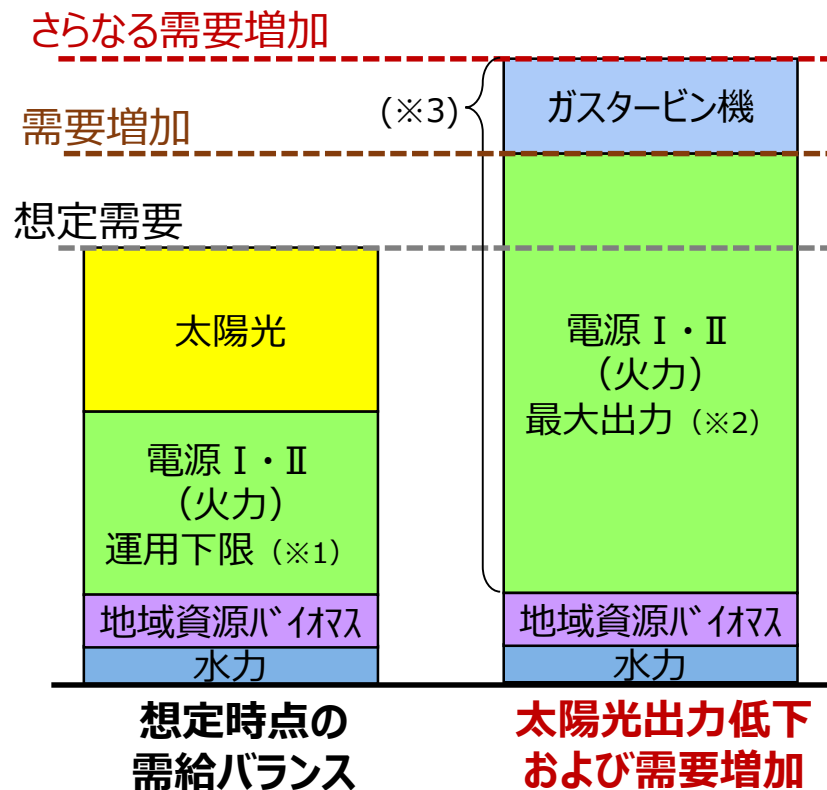 さらなる需要増加
需要増加
想定需要
太陽光
電源Ⅰ・Ⅱ
（火力）
運用下限（※1）
地域資源ﾊﾞｲｵﾏｽ
水力
想定時点の
需給バランス
(※3)
ガスタービン機
電源Ⅰ・Ⅱ
（火力）
最大出力（※2）
地域資源ﾊﾞｲｵﾏｽ
水力
太陽光出力低下
および需要増加